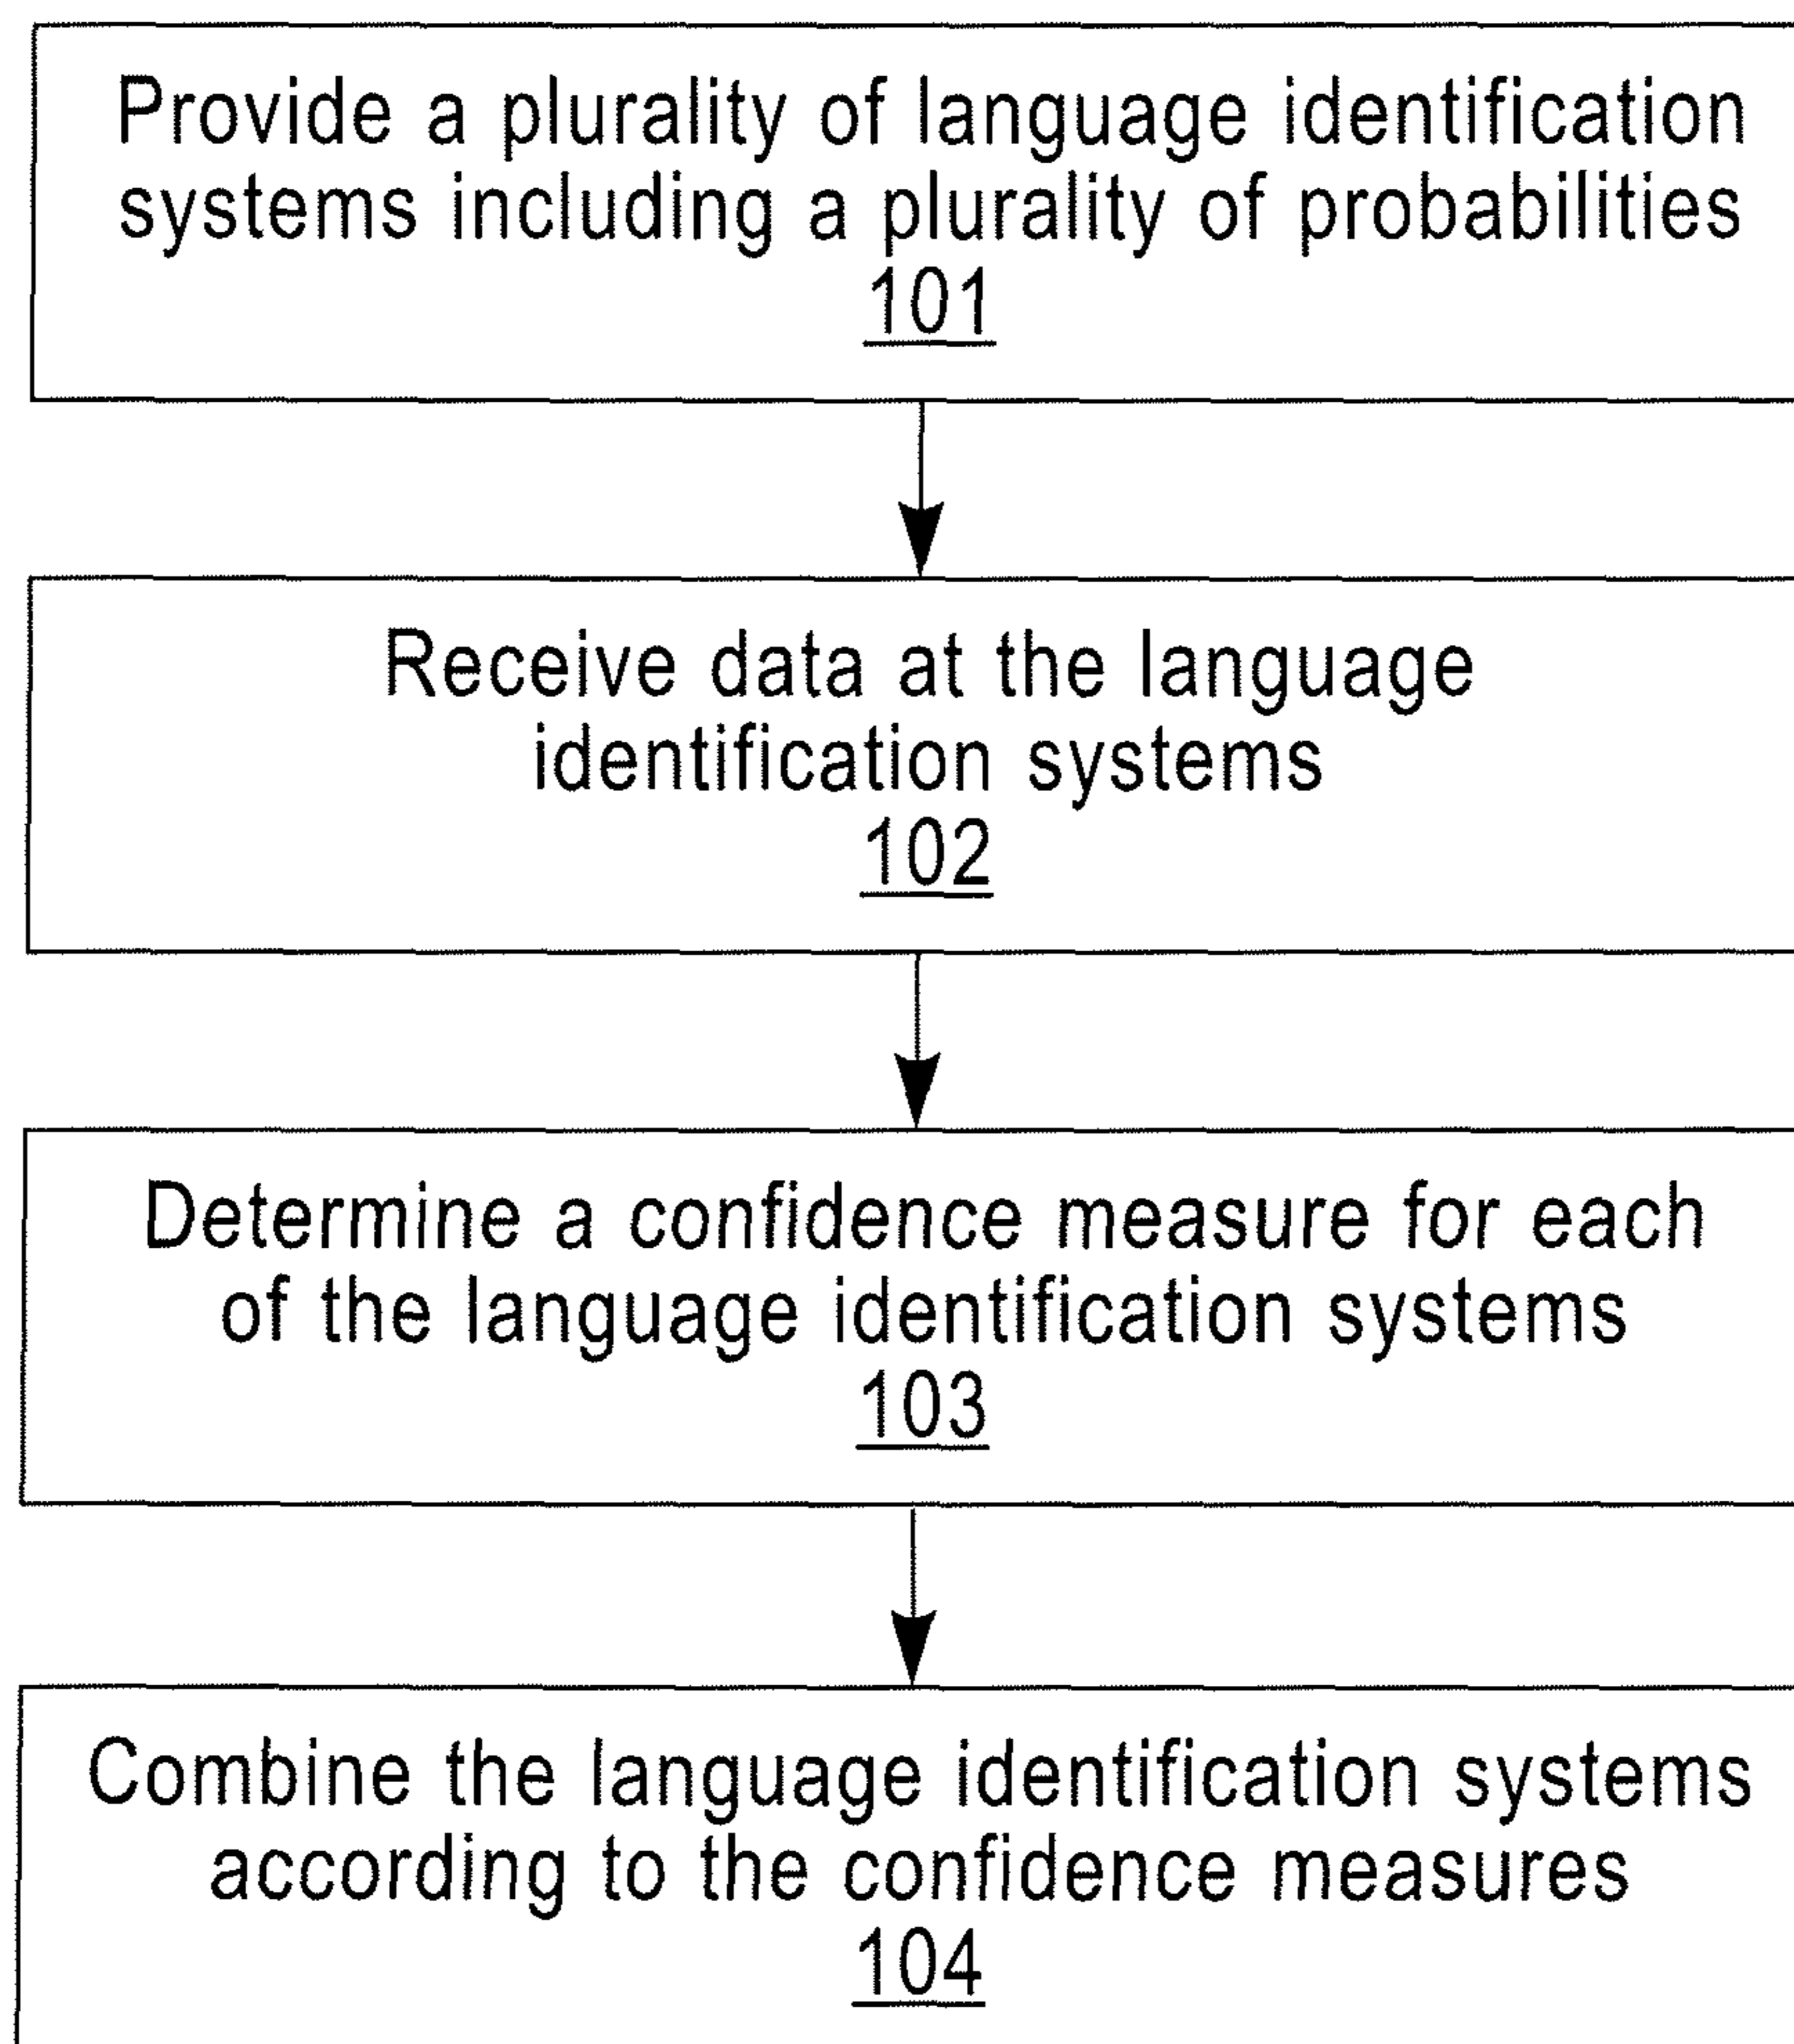 Provide a plurality of language identification
systems including a plurality of probabilities
101
Receive data at the language
identification systems
102
Determine a confidence measure for each
of the language identification systems
103
Combine the language identification systems
according to the confidence measures
104